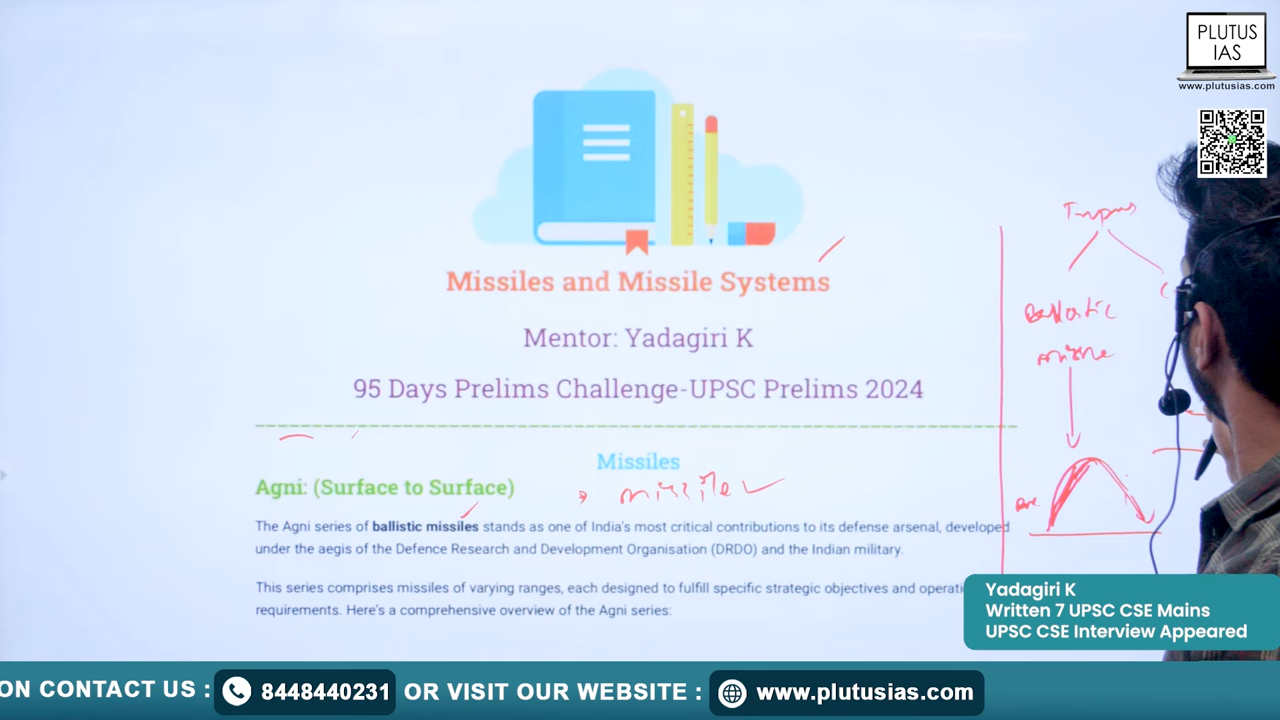 PLUTUS
IAS
www.plutusias.com
Types
Ballistic
missile
Missiles and Missile Systems
Mentor: Yadagiri K
95 Days Prelims Challenge-UPSC Prelims 2024
Missiles
Agni: (Surface to Surface)
missiles
The Agni series of ballistic missiles stands as one of India's most critical contributions to its defense arsenal, developed
under the aegis of the Defence Research and Development Organisation (DRDO) and the Indian military.
This series comprises missiles of varying ranges, each designed to fulfill specific strategic objectives and
requirements. Here's a comprehensive overview of the Agni series:
Yadagiri K
Written 7 UPSC CSE Mains
UPSC CSE Interview Appeared
ON CONTACT US : 8448440231 OR VISIT OUR WEBSITE : www.plutusias.com